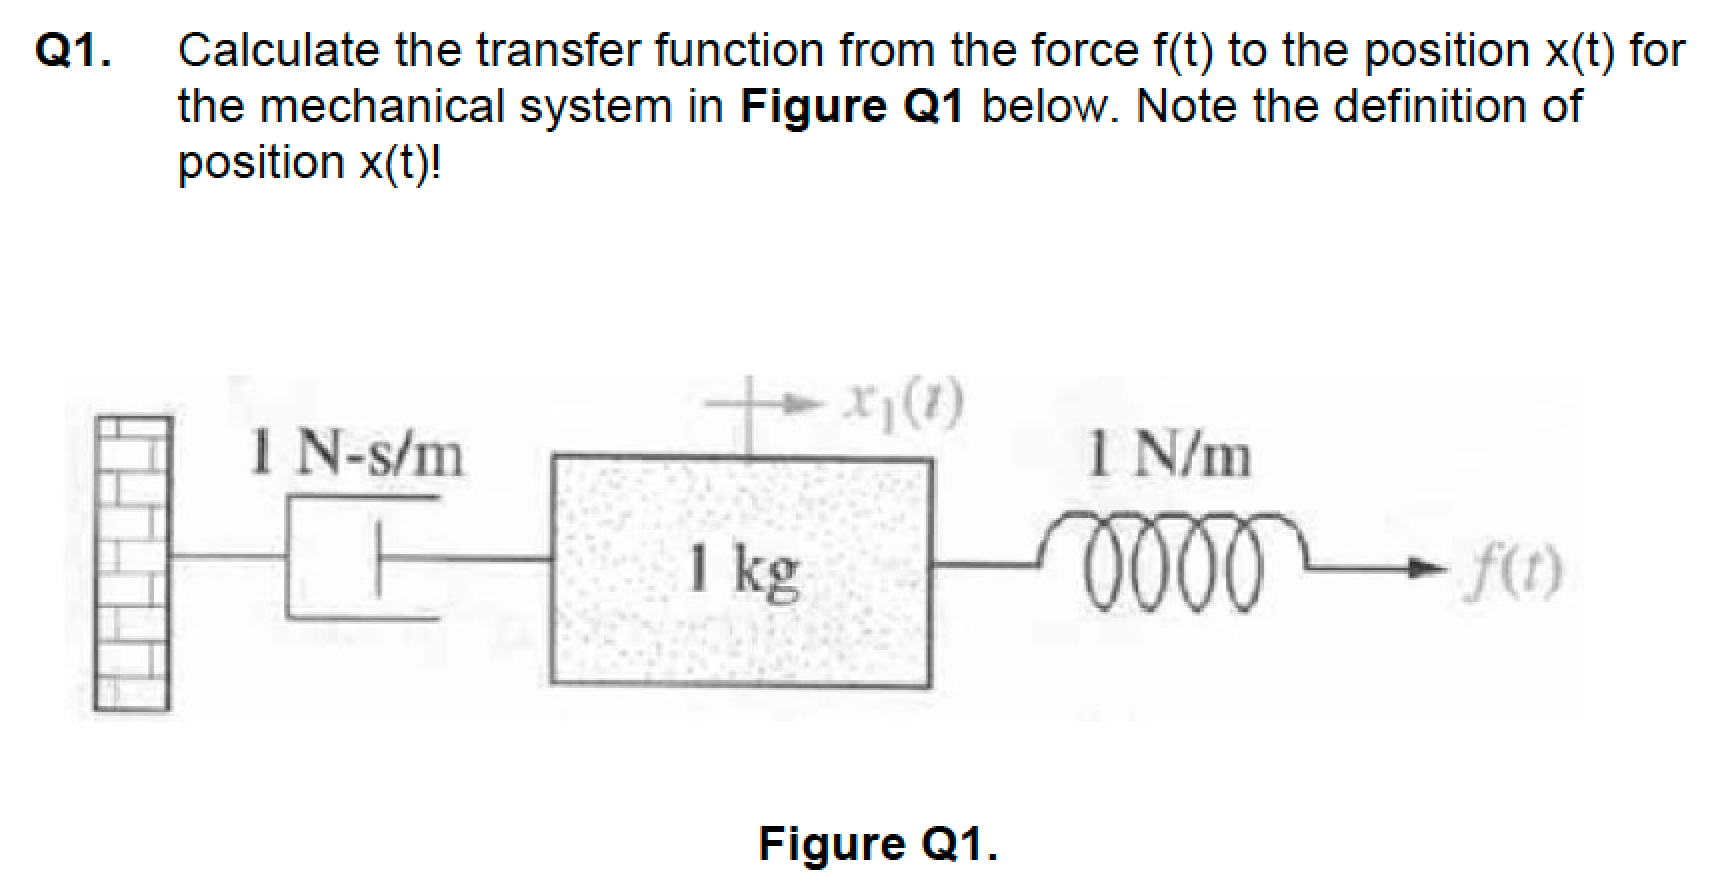 Q1. Calculate the transfer function from the force f(t) to the position x(t) for
the mechanical system in Figure Q1 below. Note the definition of
position x(t)!
x₁(t)
1 N-s/m
1 N/m
1 kg
f(t)
Figure Q1.